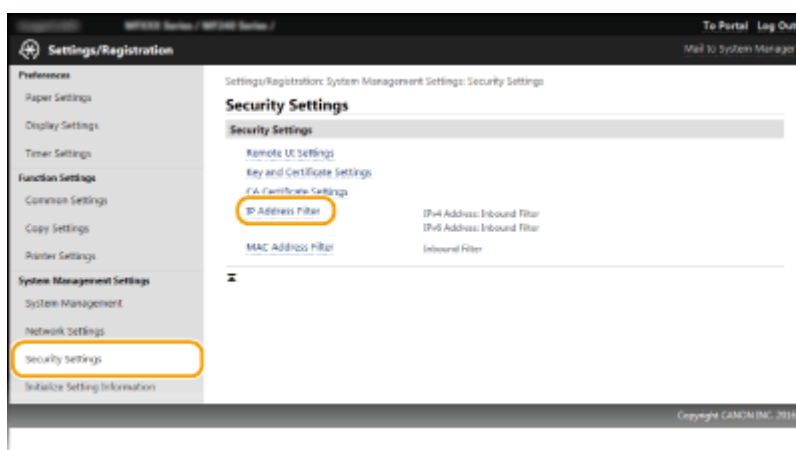 MF240 Series /
To Portal Log Out
Settings/Registration
Mail to System Manager
Preferences
Paper Settings
Display Settings
Timer Settings
Function Settings
Common Settings
Copy Settings
Printer Settings
System Management Settings
System Management
Network Settings
Security Settings
Initialize Setting Information
Settings/Registration: System Management Settings: Security Settings
Security Settings
Security Settings
Remote UI Settings
Key and Certificate Settings
CA Certificate Settings
IP Address Filter
IPv4 Address: Inbound Filter
IPv6 Address: Inbound Filter
MAC Address Filter
Inbound Filter
Copyright CANON INC. 2016